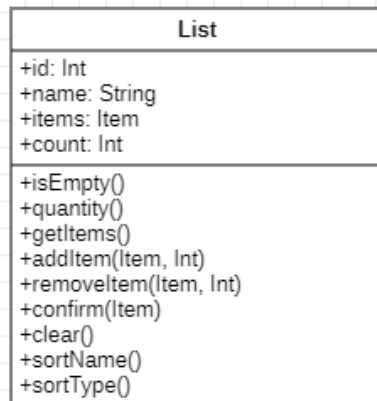 List
+id: Int
+name: String
+items: Item
+count: Int
+isEmpty()
+quantity()
+getItems()
+addItem(Item, Int)
+removeItem(Item, Int)
+confirm(Item)
+clear()
+sortName()
+sortType()